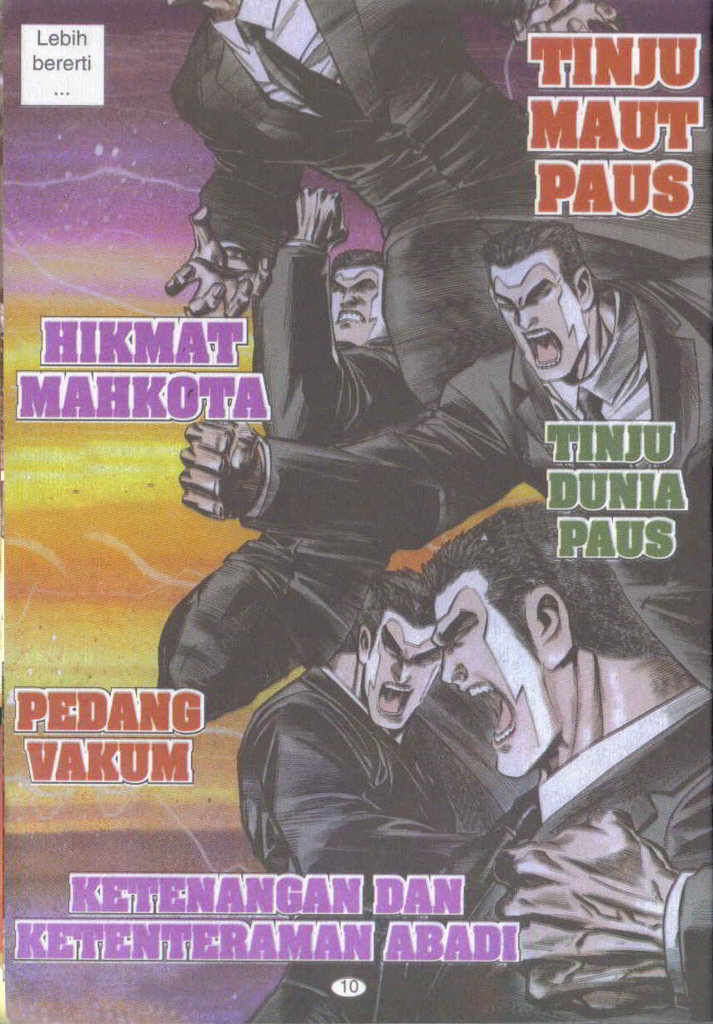 Lebih
bererti
...
TINJU
MAUT
PAUS
HIKMAT
MAHKOTA
TINJU
DUNIA
PAUS
PEDANG
VAKUM
KETENANGAN DAN
KETENTERAMAN ABADI
10